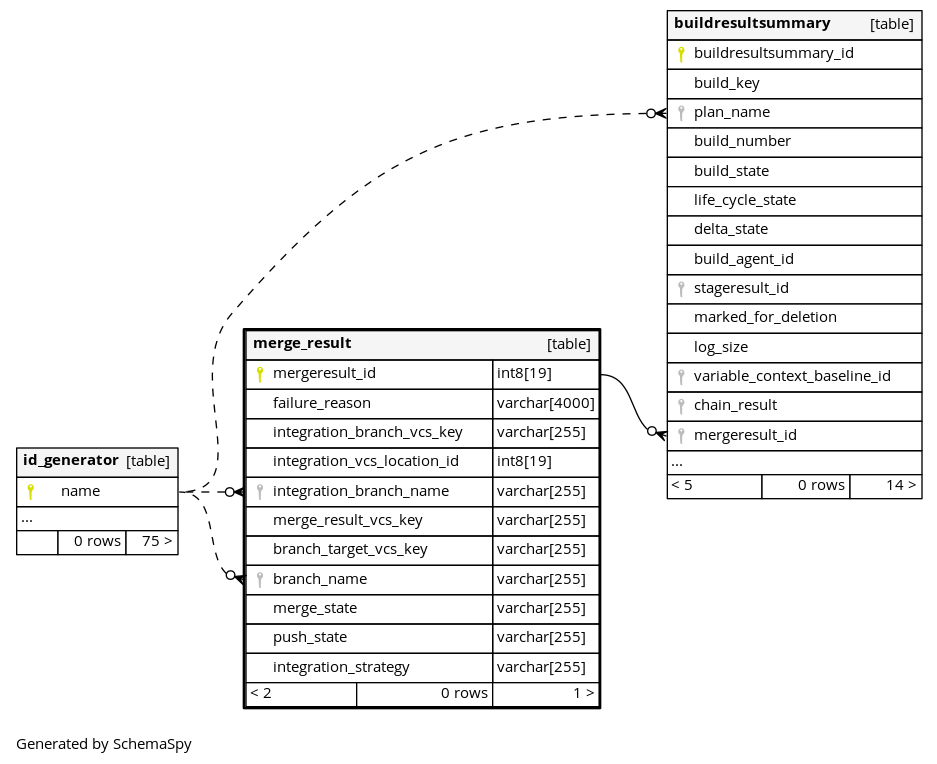 buildresultsummary [table]
buildresultsummary_id
build_key
plan_name
build_number
build_state
life_cycle_state
delta_state
build_agent_id
stageresult_id
marked_for_deletion
log_size
variable_context_baseline_id
chain_result
mergeresult_id
...
< 5 0 rows 14 >
merge_result [table]
mergeresult_id int8[19]
failure_reason varchar[4000]
integration_branch_vcs_key varchar[255]
integration_vcs_location_id int8[19]
integration_branch_name varchar[255]
merge_result_vcs_key varchar[255]
branch_target_vcs_key varchar[255]
branch_name varchar[255]
merge_state varchar[255]
push_state varchar[255]
integration_strategy varchar[255]
< 2 0 rows 1 >
id_generator [table]
name
...
0 rows 75 >
Generated by SchemaSpy